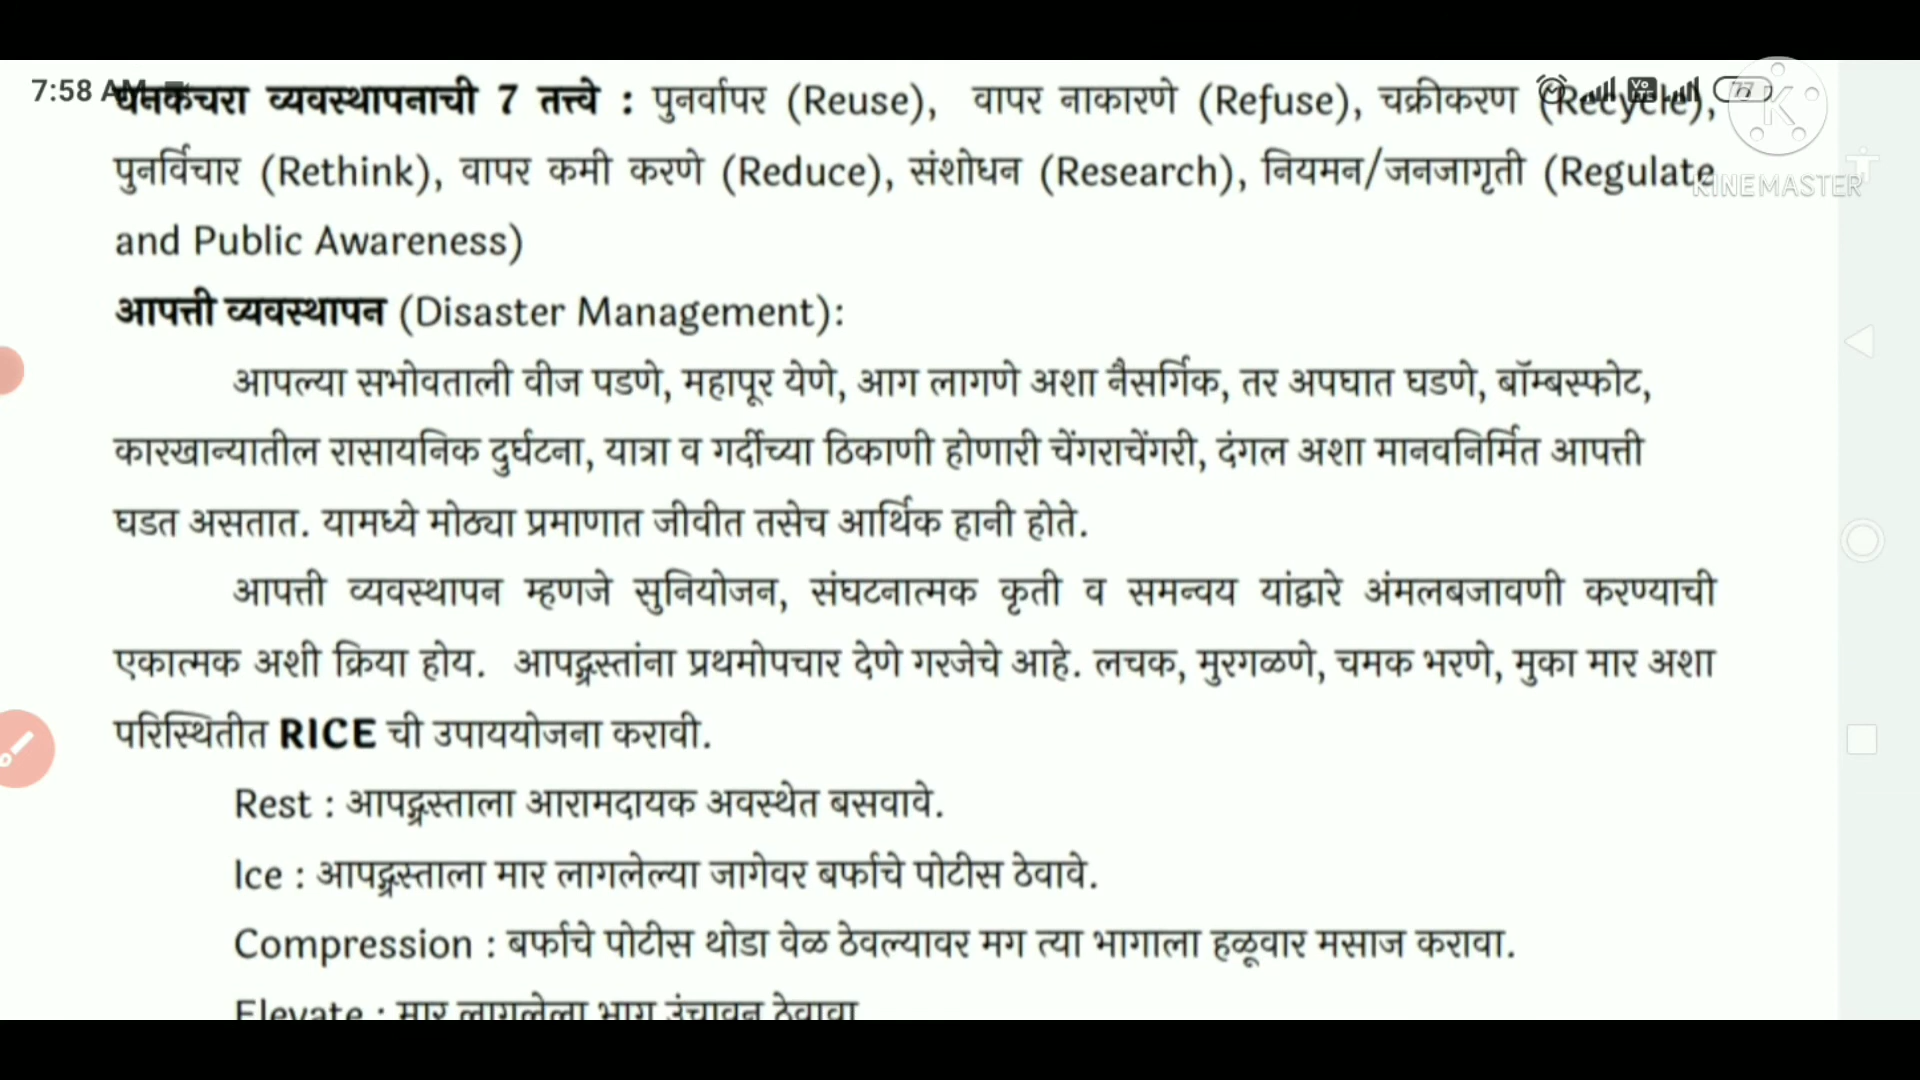 7:58 AM
घनकचरा व्यवस्थापनाची 7 तत्त्वे : पुनर्वापर (Reuse), वापर नाकारणे (Refuse), चक्रीकरण (Recycle),
पुनर्विचार (Rethink), वापर कमी करणे (Reduce), संशोधन (Research), नियमन/जनजागृती (Regulate
KINEMASTER
and Public Awareness)
आपत्ती व्यवस्थापन (Disaster Management):
आपल्या सभोवताली वीज पडणे, महापूर येणे, आग लागणे अशा नैसर्गिक, तर अपघात घडणे, बॉम्बस्फोट,
कारखान्यातील रासायनिक दुर्घटना, यात्रा व गर्दीच्या ठिकाणी होणारी चेंगराचेंगरी, दंगल अशा मानवनिर्मित आपत्ती
घडत असतात. यामध्ये मोठ्या प्रमाणात जीवीत तसेच आर्थिक हानी होते.
आपत्ती व्यवस्थापन म्हणजे सुनियोजन, संघटनात्मक कृती व समन्वय यांद्वारे अंमलबजावणी करण्याची
एकात्मक अशी क्रिया होय. आपद्ग्रस्तांना प्रथमोपचार देणे गरजेचे आहे. लचक, मुरगळणे, चमक भरणे, मुका मार अशा
परिस्थितीत RICE ची उपाययोजना करावी.
Rest : आपद्ग्रस्ताला आरामदायक अवस्थेत बसवावे.
Ice : आपद्ग्रस्ताला मार लागलेल्या जागेवर बर्फाचे पोटीस ठेवावे.
Compression : बर्फाचे पोटीस थोडा वेळ ठेवल्यावर मग त्या भागाला हळूवार मसाज करावा.
Elevate : मार लागलेला भाग उंचावून ठेवावा